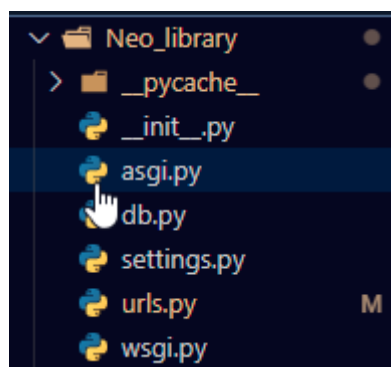 Neo_library
__pycache__
__init__.py
asgi.py
db.py
settings.py
urls.py M
wsgi.py